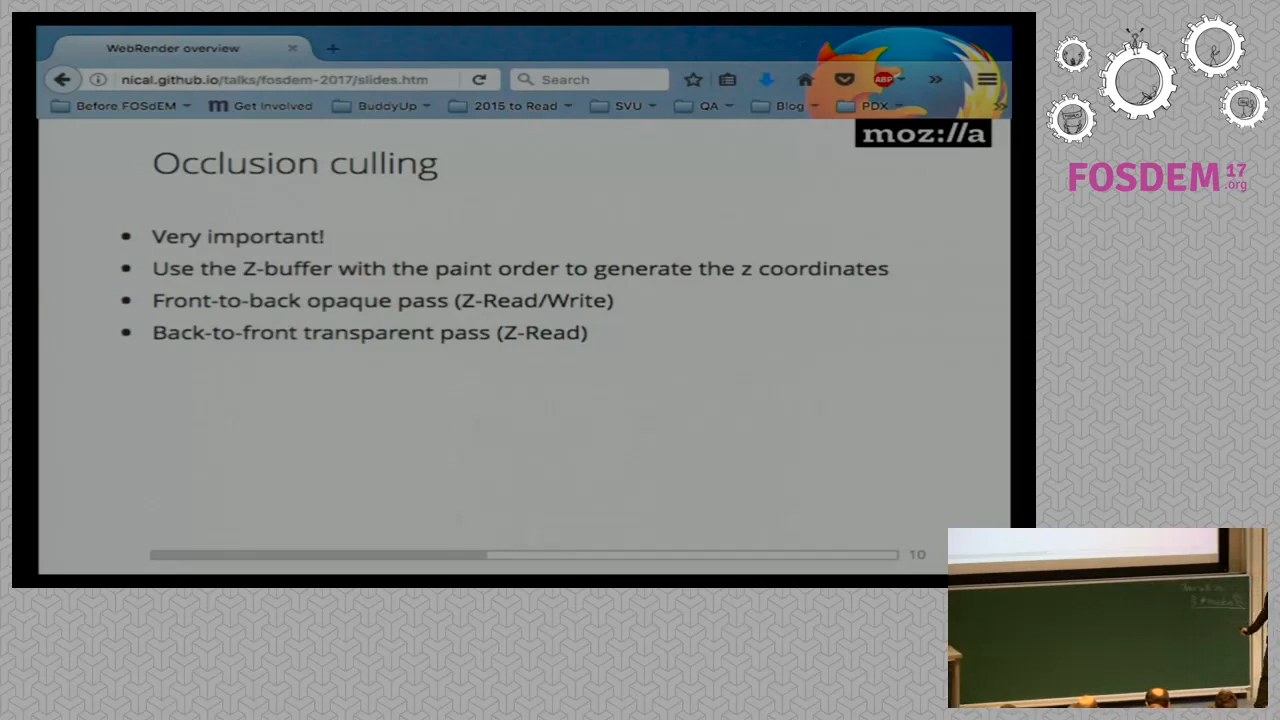 WebRender overview
nical.github.io/talks/fosdem-2017/slides.htm
Search
ABP
Before FOSdEM
m Get Involved
BuddyUp
2015 to Read
SVU
QA
Blog
PDX
moz://a
Occlusion culling
• Very important!
• Use the Z-buffer with the paint order to generate the z coordinates
• Front-to-back opaque pass (Z-Read/Write)
• Back-to-front transparent pass (Z-Read)
10
FOSDEM 17
.org